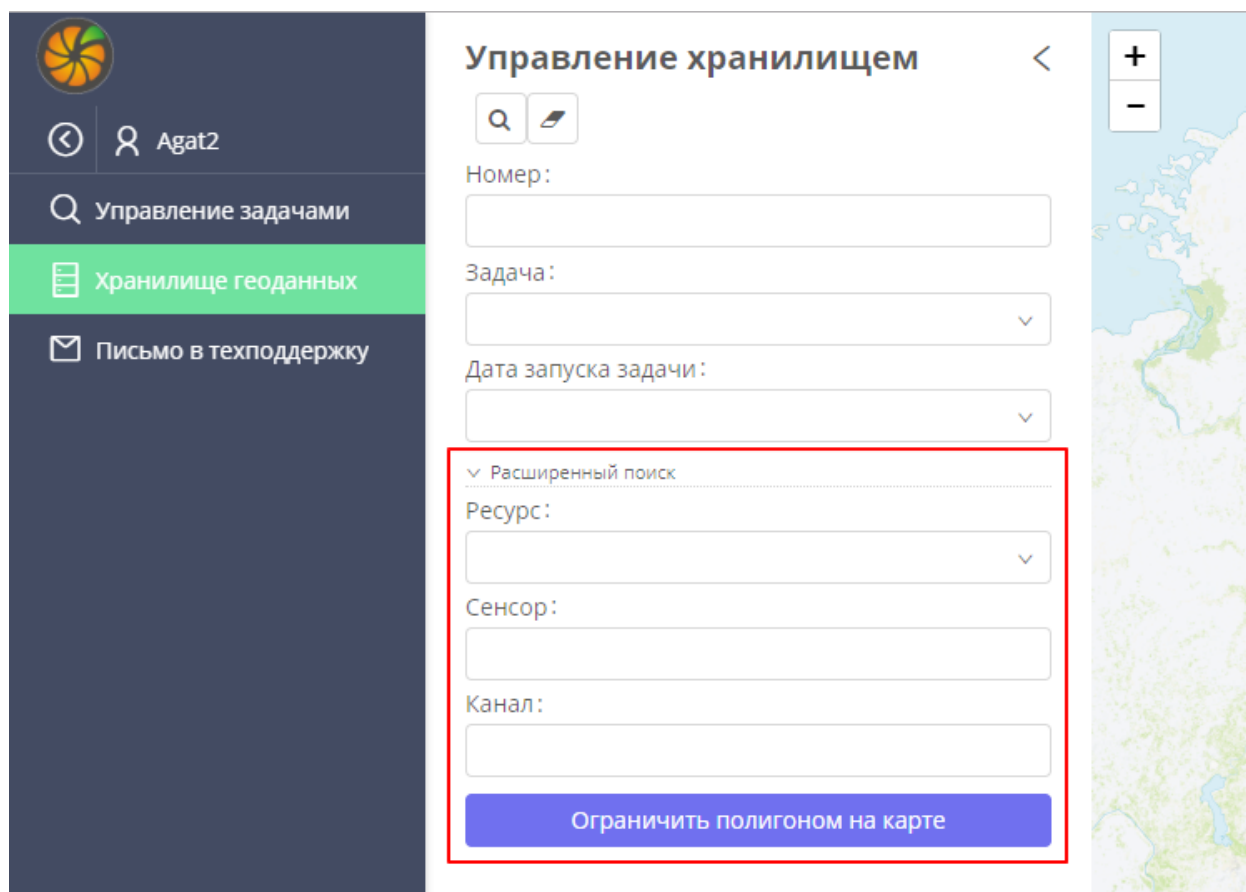 Agat2
Управление задачами
Хранилище геоданных
Письмо в техподдержку
Управление хранилищем
Номер:
Задача:
Дата запуска задачи:
Расширенный поиск
Ресурс:
Сенсор:
Канал:
Ограничить полигоном на карте
+
−